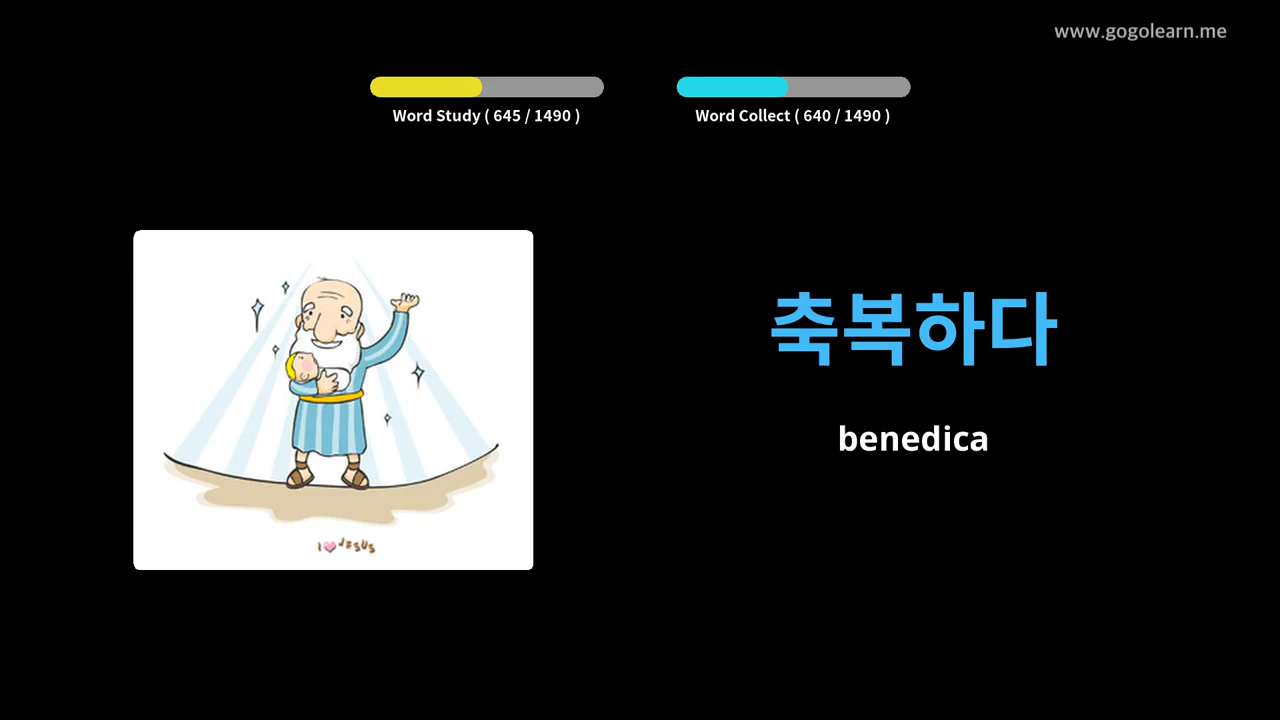 www.gogolearn.me
Word Study ( 645 / 1490 )
Word Collect ( 640 / 1490 )
축복하다
benedica
I JESUS